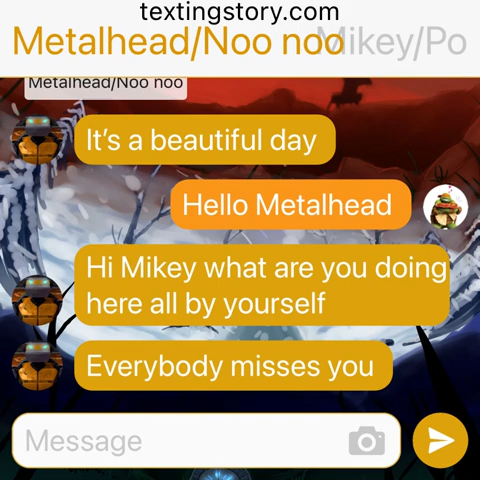 textingstory.com
Metalhead/Noo noo Mikey/Po
Metalhead/Noo noo
It’s a beautiful day
Hello Metalhead
Hi Mikey what are you doing
here all by yourself
Everybody misses you
Message